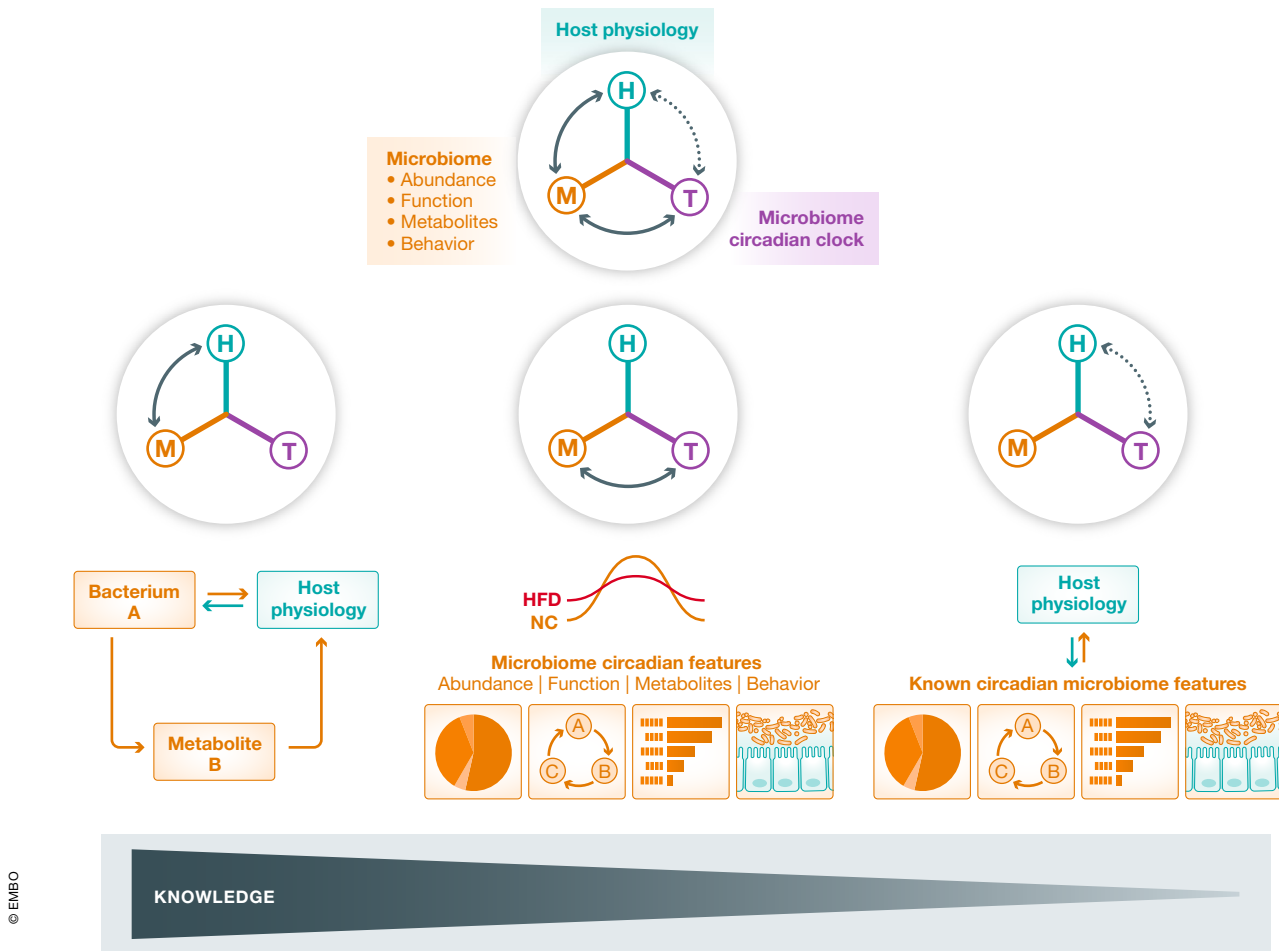 Host physiology
H
M
T
Microbiome
• Abundance
• Function
• Metabolites
• Behavior
Microbiome
circadian clock
H
M
T
H
M
T
H
M
T
Bacterium
A
Host
physiology
Metabolite
B
HFD
NC
Microbiome circadian features
Abundance | Function | Metabolites | Behavior
A
C
B
Host
physiology
Known circadian microbiome features
A
C
B
KNOWLEDGE
© EMBO